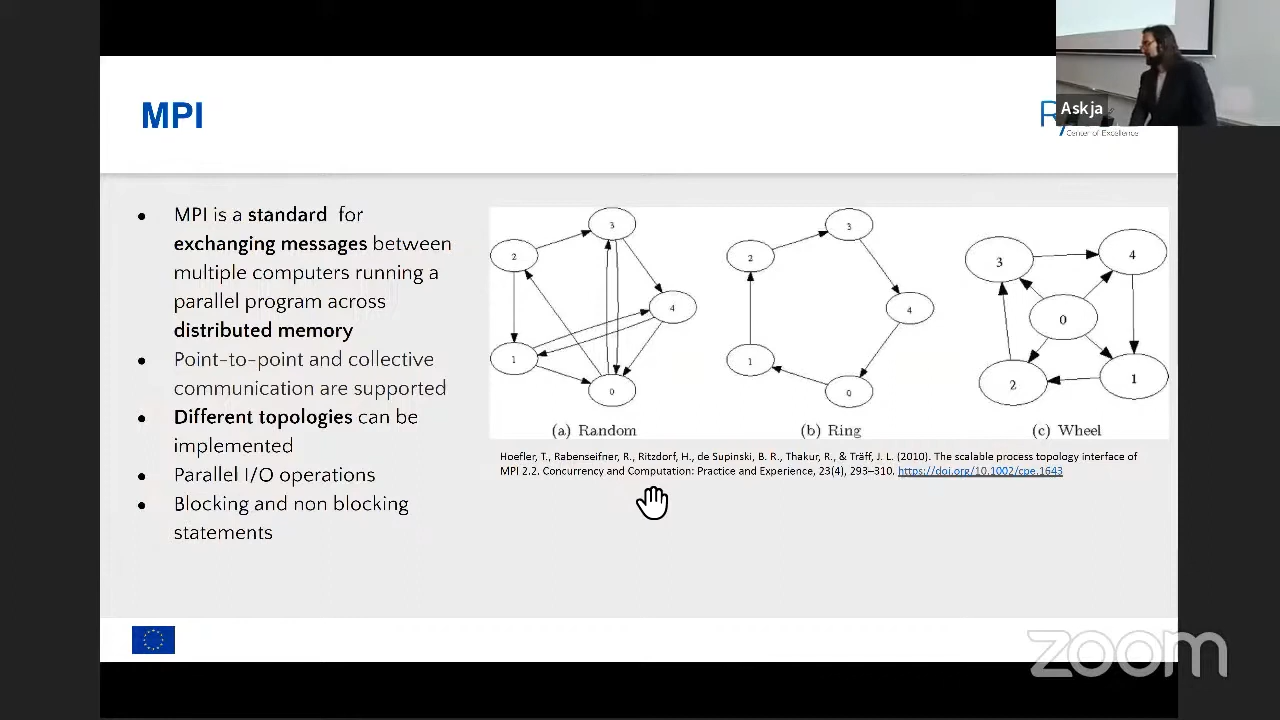 Askja
MPI
R
Center of Excellence
MPI is a standard for
exchanging messages between
multiple computers running a
parallel program across
distributed memory
Point-to-point and collective
communication are supported
Different topologies can be
implemented
Parallel I/O operations
Blocking and non blocking
statements
3
2
4
1
0
(a) Random
3
2
4
1
0
(b) Ring
3
4
0
2
1
(c) Wheel
Hoefler, T., Rabenseifner, R., Ritzdorf, H., de Supinski, B. R., Thakur, R., & Träff, J. L. (2010). The scalable process topology interface of
MPI 2.2. Concurrency and Computation: Practice and Experience, 23(4), 293–310. https://doi.org/10.1002/cpe.1643
zoom